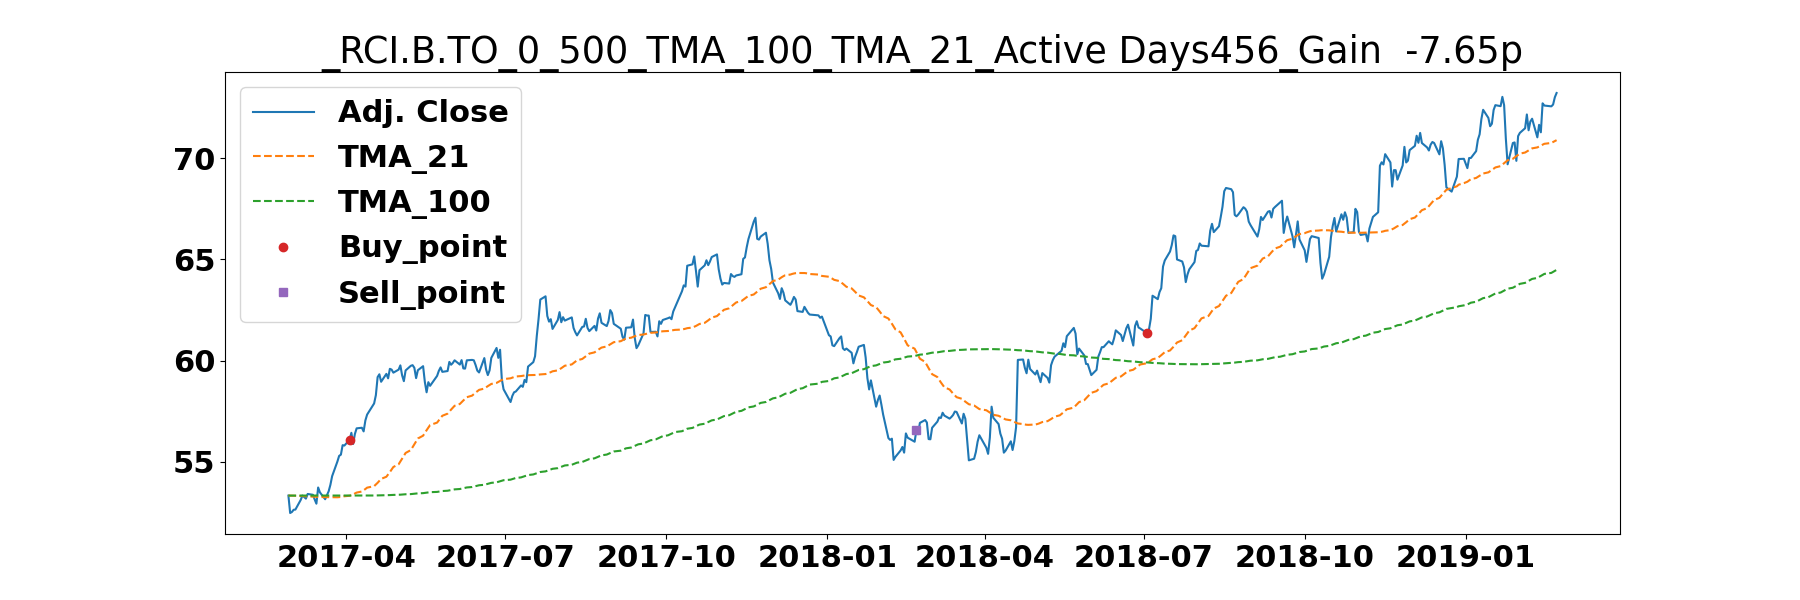 _RCI.B.TO_0_500_TMA_100_TMA_21_Active Days456_Gain  -7.65p
Adj. Close
TMA_21
TMA_100
Buy_point
Sell_point
70
65
60
55
2017-04 2017-07 2017-10 2018-01 2018-04 2018-07 2018-10 2019-01